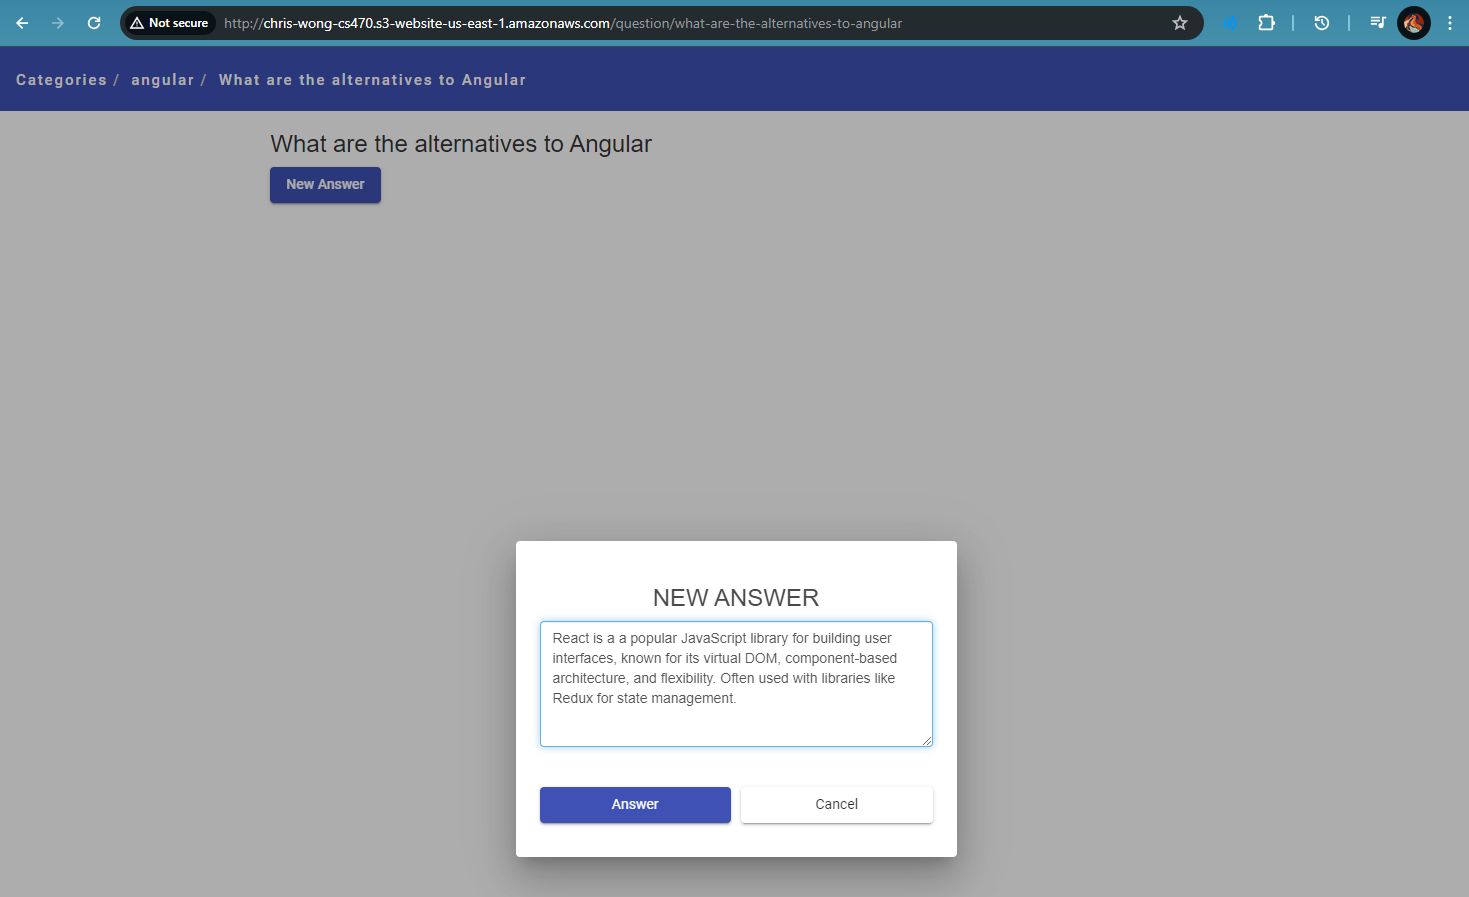 Not secure
http://chris-wong-cs470.s3-website-us-east-1.amazonaws.com/question/what-are-the-alternatives-to-angular
Categories / angular / What are the alternatives to Angular
What are the alternatives to Angular
New Answer
NEW ANSWER
React is a a popular JavaScript library for building user
interfaces, known for its virtual DOM, component-based
architecture, and flexibility. Often used with libraries like
Redux for state management.
Answer
Cancel